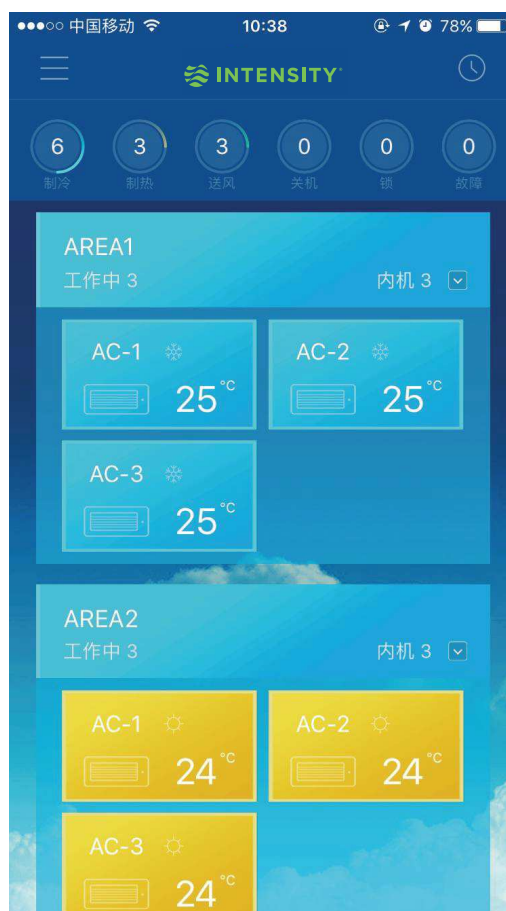 中国移动 10:38 78%
INTENSITY
6 3 3 0 0 0
制冷 制热 送风 关机 锁 故障
AREA1
工作中 3 内机 3
AC-1 AC-2
25°C 25°C
AC-3
25°C
AREA2
工作中 3 内机 3
AC-1 AC-2
24°C 24°C
AC-3
24°C